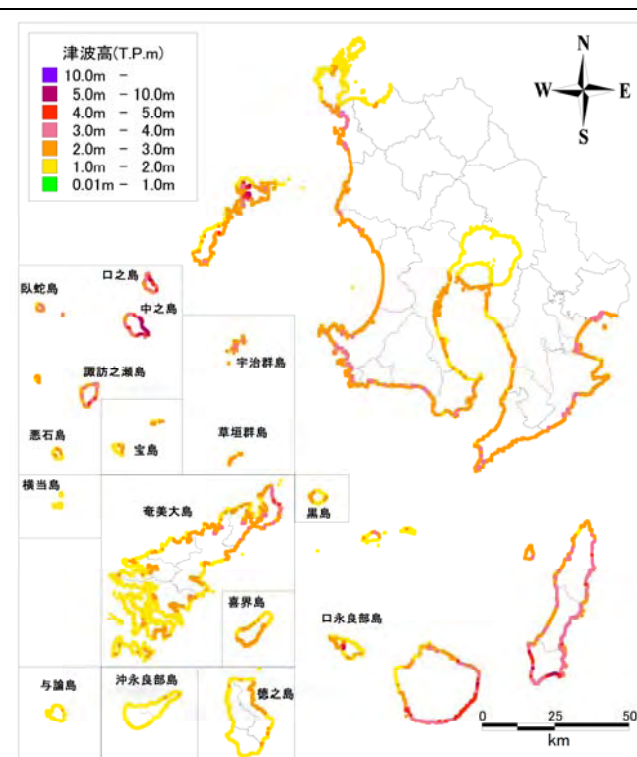 津波高(T.P.m)
10.0m -
5.0m - 10.0m
4.0m - 5.0m
3.0m - 4.0m
2.0m - 3.0m
1.0m - 2.0m
0.01m - 1.0m
N
W E
S
口之島
臥蛇島
中之島
宇治群島
諏訪之瀬島
草垣群島
悪石島
宝島
横当島
奄美大島
黒島
喜界島
口永良部島
与論島
沖永良部島
徳之島
0 25 50
km